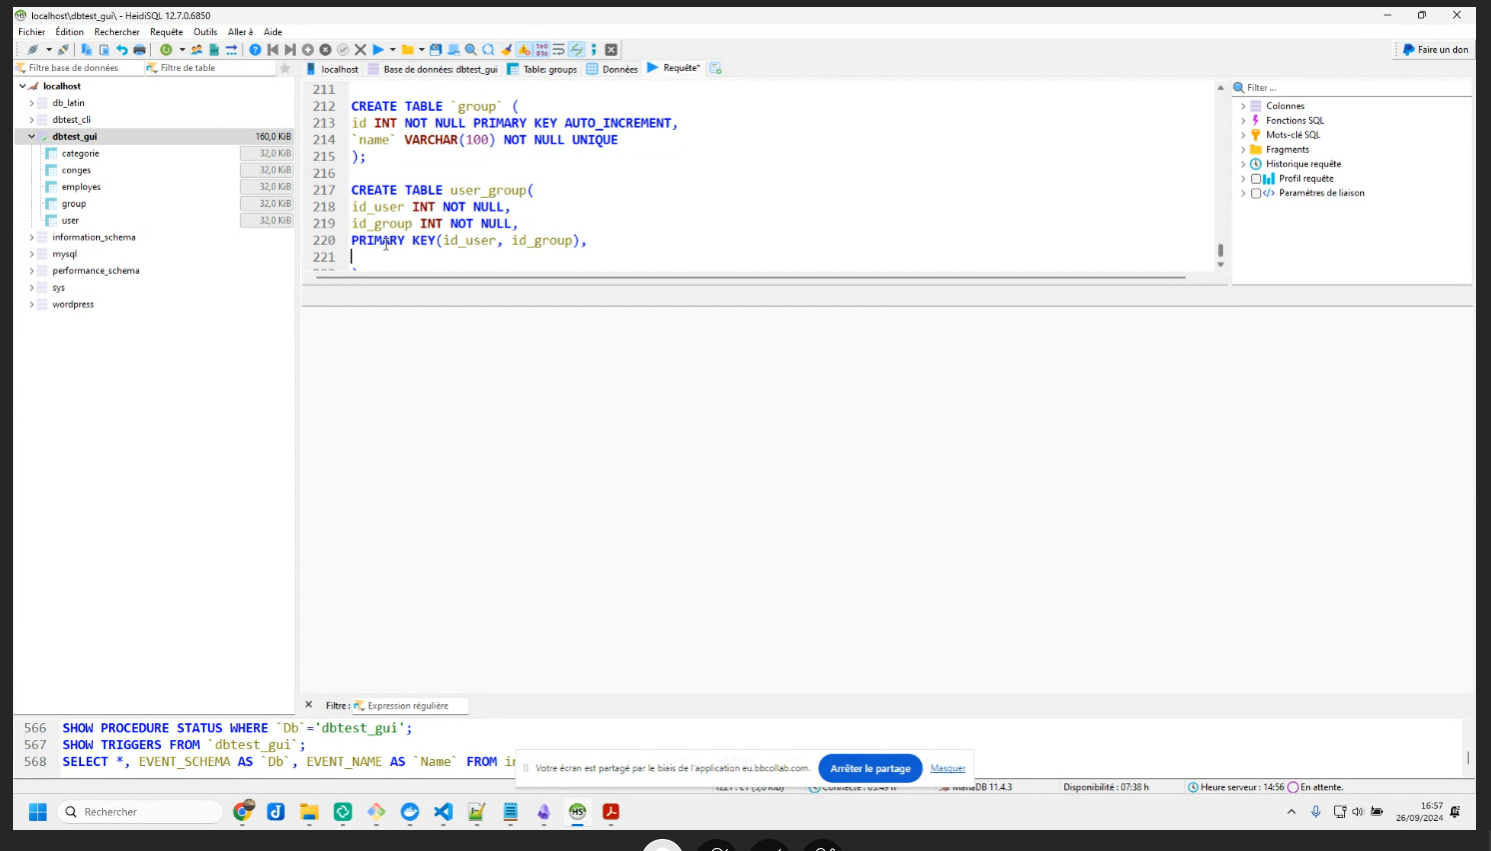 localhost\dbtest_gui\ - HeidiSQL 12.7.0.6850
Fichier Édition Rechercher Requête Outils Aller à Aide
Faire un don
Filtre base de données Filtre de table
localhost Base de données: dbtest_gui Table: groups Données Requête*
localhost
db_latin
dbtest_cli
dbtest_gui 160,0 KiB
categorie 32,0 KiB
conges 32,0 KiB
employes 32,0 KiB
group 32,0 KiB
user 32,0 KiB
information_schema
mysql
performance_schema
sys
wordpress
211
212 CREATE TABLE `group` (
213 id INT NOT NULL PRIMARY KEY AUTO_INCREMENT,
214 `name` VARCHAR(100) NOT NULL UNIQUE
215 );
216
217 CREATE TABLE user_group(
218 id_user INT NOT NULL,
219 id_group INT NOT NULL,
220 PRIMARY KEY(id_user, id_group),
221
Filter ...
Colonnes
Fonctions SQL
Mots-clé SQL
Fragments
Historique requête
Profil requête
Paramètres de liaison
Filtre : Expression régulière
566 SHOW PROCEDURE STATUS WHERE `Db`='dbtest_gui';
567 SHOW TRIGGERS FROM `dbtest_gui`;
568 SELECT *, EVENT_SCHEMA AS `Db`, EVENT_NAME AS `Name` FROM
Votre écran est partagé par le biais de l'application eu.bbcollab.com. Arrêter le partage Masquer
MariaDB 11.4.3 Disponibilité : 07:38 h Heure serveur : 14:56 En attente.
Rechercher
16:57
26/09/2024